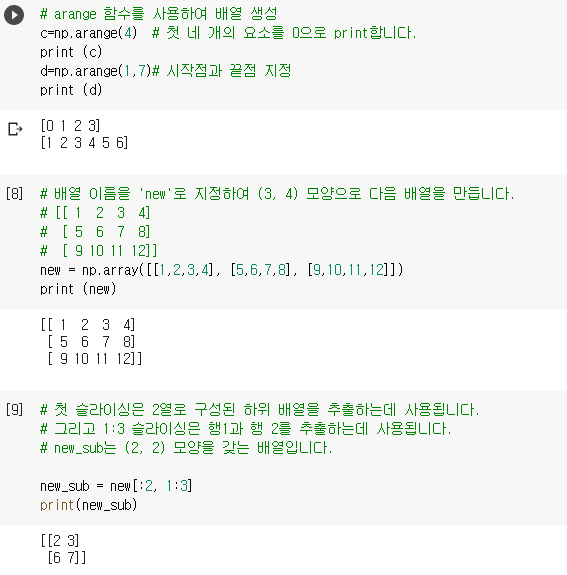 # arange 함수를 사용하여 배열 생성
c=np.arange(4)  # 첫 네 개의 요소를 0으로 print합니다.
print (c)
d=np.arange(1,7)# 시작점과 끝점 지정
print (d)
[0 1 2 3]
[1 2 3 4 5 6]
[8] # 배열 이름을 'new'로 지정하여 (3, 4) 모양으로 다음 배열을 만듭니다.
# [[ 1  2  3  4]
#  [ 5  6  7  8]
#  [ 9 10 11 12]]
new = np.array([[1,2,3,4], [5,6,7,8], [9,10,11,12]])
print (new)
[[ 1  2  3  4]
 [ 5  6  7  8]
 [ 9 10 11 12]]
[9] # 첫 슬라이싱은 2열로 구성된 하위 배열을 추출하는데 사용됩니다.
# 그리고 1:3 슬라이싱은 행1과 행 2를 추출하는데 사용됩니다.
# new_sub는 (2, 2) 모양을 갖는 배열입니다.
new_sub = new[:2, 1:3]
print(new_sub)
[[2 3]
 [6 7]]